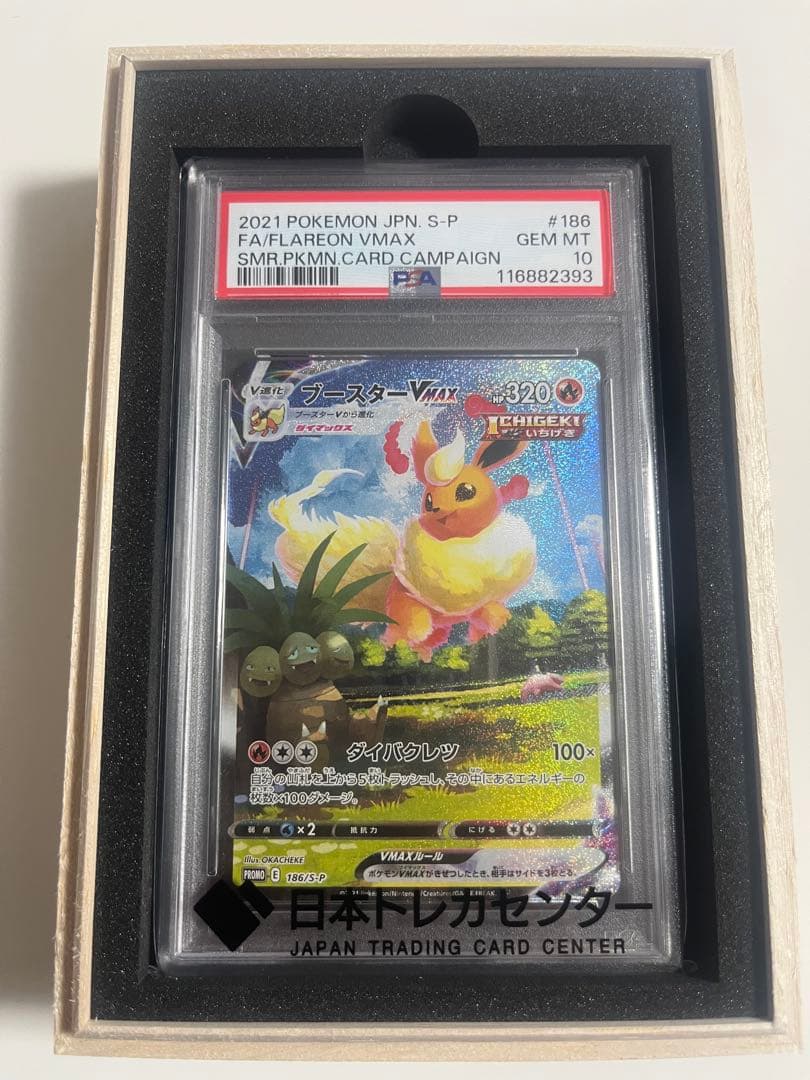 2021 POKEMON JPN. S-P #186
FA/FLAREON VMAX GEM MT
SMR.PKMN.CARD CAMPAIGN 10
PSA 116882393
V進化 ブースターVMAX HP320
ブースターVから進化
ダイマックス
ICHIGEKI
いちげき
ダイバクレツ 100×
自分の山札を上から5枚トラッシュし、その中にあるエネルギーの
枚数×100ダメージ。
弱点 ×2 抵抗力 にげる
VMAXルール
ポケモンVMAXがきぜつしたとき、相手はサイドを3枚とる。
Illus. OKACHEKE
PROMO E 186/S-P
日本トレカセンター
JAPAN TRADING CARD CENTER